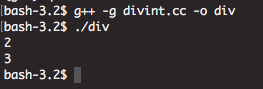 [bash-3.2$ g++ -g divint.cc -o div
[bash-3.2$ ./div
2
3
bash-3.2$